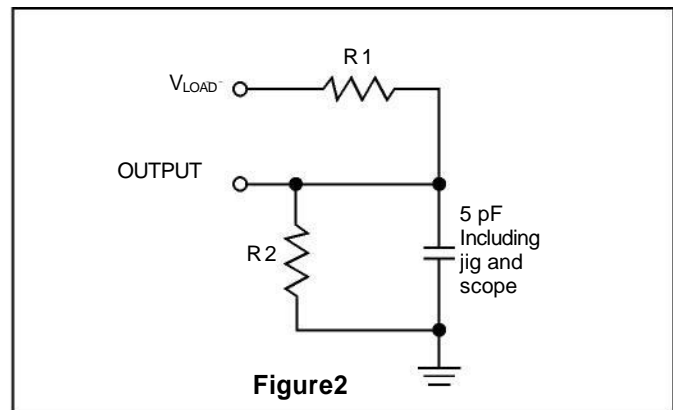 R1
VLOAD
OUTPUT
5 pF
Including
jig and
scope
R2
Figure2